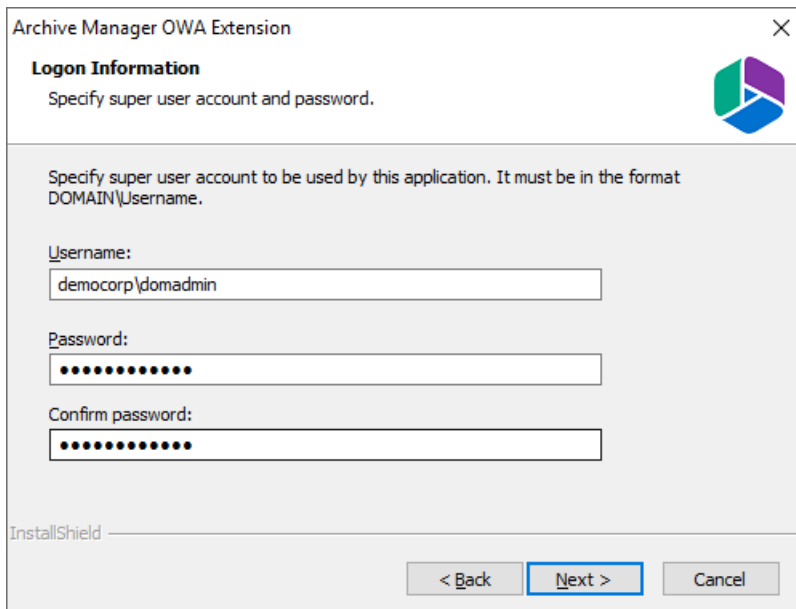 Archive Manager OWA Extension
Logon Information
Specify super user account and password.
Specify super user account to be used by this application. It must be in the format
DOMAIN\Username.
Username:
democorp\domadmin
Password:
••••••••••••
Confirm password:
••••••••••••
InstallShield
< Back Next > Cancel